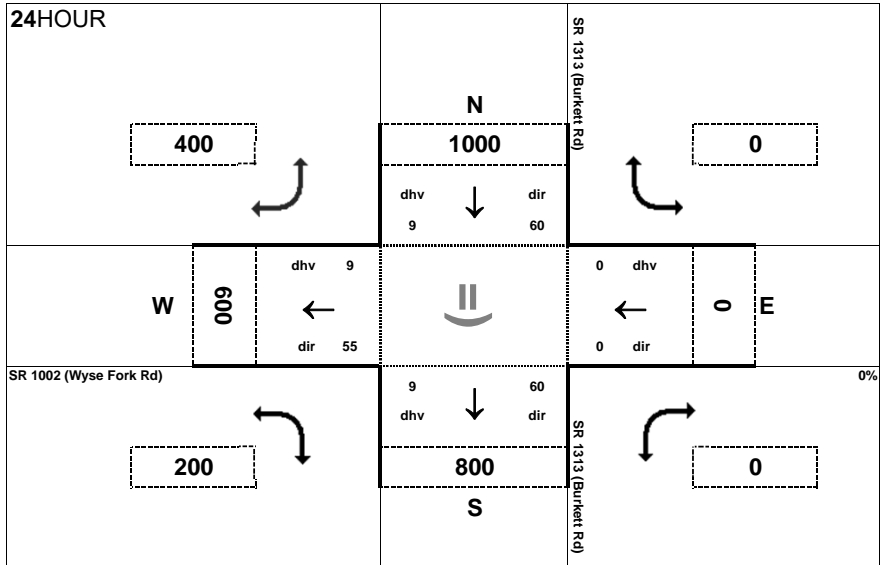 24HOUR
SR 1313 (Burkett Rd)
N
400
1000
0
dhv
dir
9
60
dhv 9
0 dhv
W
600
0
E
dir 55
0 dir
SR 1002 (Wyse Fork Rd)
0%
9
60
dhv
dir
SR 1313 (Burkett Rd)
200
800
0
S